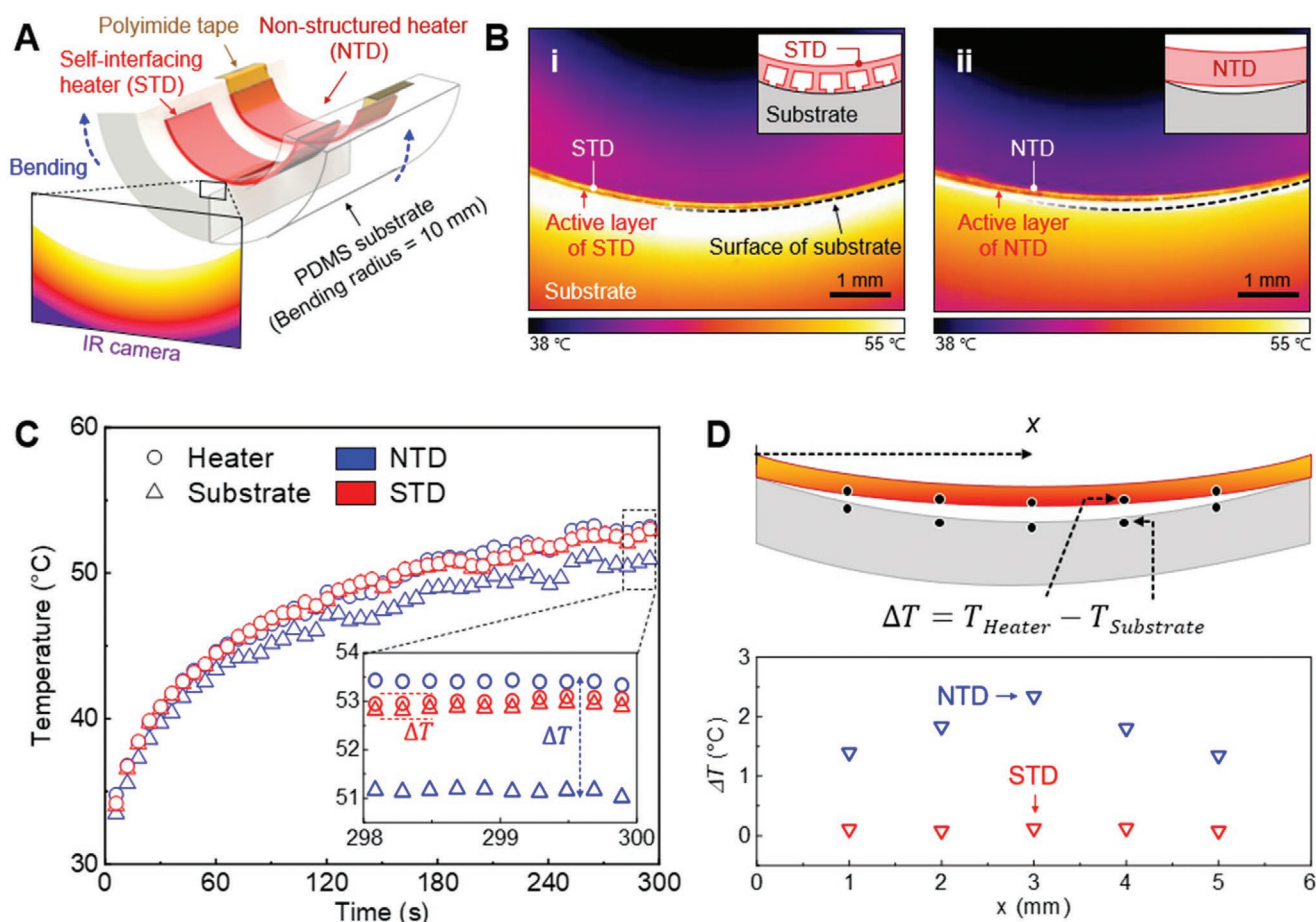 A
Polyimide tape
Non-structured heater
(NTD)
Self-interfacing
heater (STD)
Bending
PDMS substrate
(Bending radius = 10 mm)
IR camera
B
i
STD
Substrate
STD
Active layer
of STD
Surface of substrate
Substrate
1 mm
38 ℃
55 ℃
ii
NTD
NTD
Active layer
of NTD
1 mm
38 ℃
55 ℃
C
Heater
NTD
Substrate
STD
Temperature (°C)
60
50
40
30
54
53
52
51
ΔT
ΔT
298
299
300
0
60
120
180
240
300
Time (s)
D
x
ΔT = T_Heater − T_Substrate
ΔT (°C)
3
2
1
0
NTD
STD
0
1
2
3
4
5
6
x (mm)